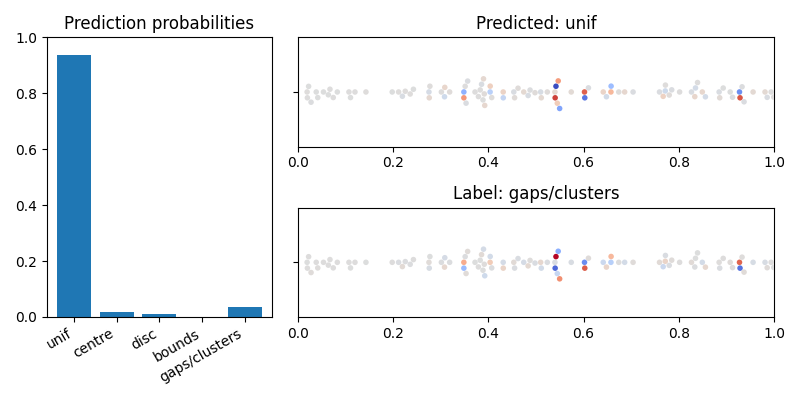 Prediction probabilities
1.0
0.8
0.6
0.4
0.2
0.0
unif
centre
disc
bounds
gaps/clusters
Predicted: unif
0.0 0.2 0.4 0.6 0.8 1.0
Label: gaps/clusters
0.0 0.2 0.4 0.6 0.8 1.0